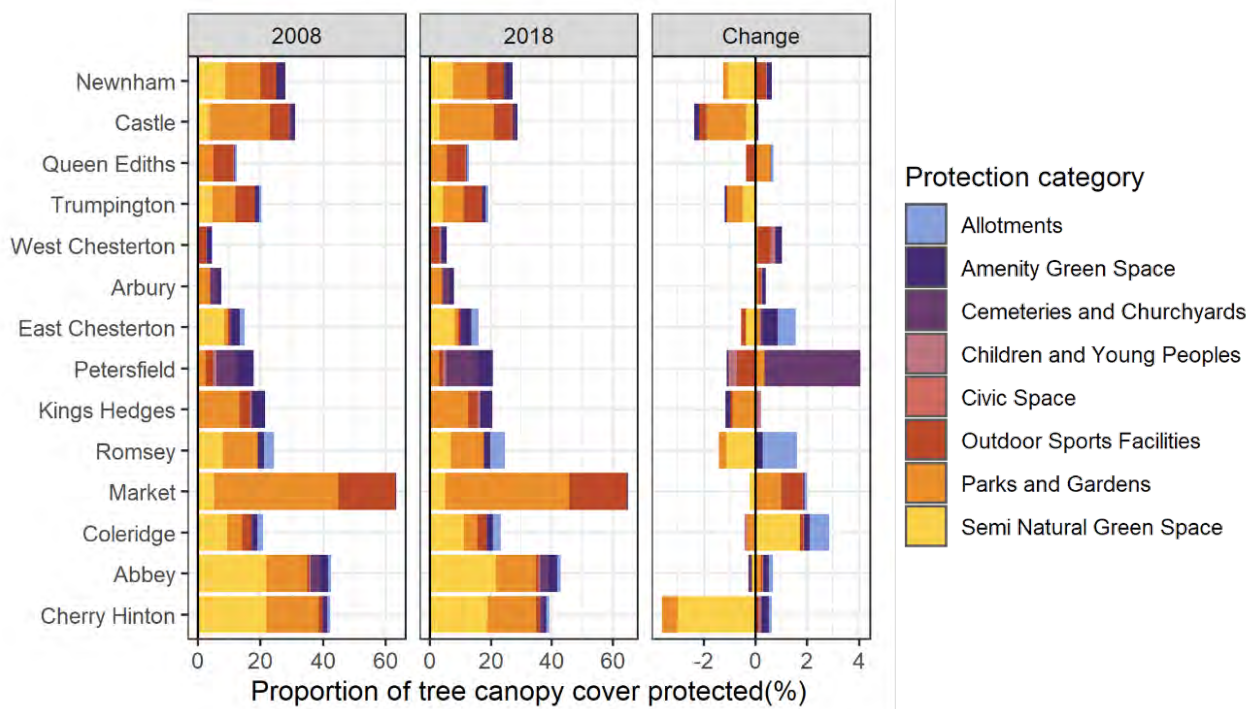 2008 2018 Change
Newnham
Castle
Queen Ediths
Trumpington
West Chesterton
Arbury
East Chesterton
Petersfield
Kings Hedges
Romsey
Market
Coleridge
Abbey
Cherry Hinton
0 20 40 60 0 20 40 60 -2 0 2 4
Proportion of tree canopy cover protected(%)
Protection category
Allotments
Amenity Green Space
Cemeteries and Churchyards
Children and Young Peoples
Civic Space
Outdoor Sports Facilities
Parks and Gardens
Semi Natural Green Space